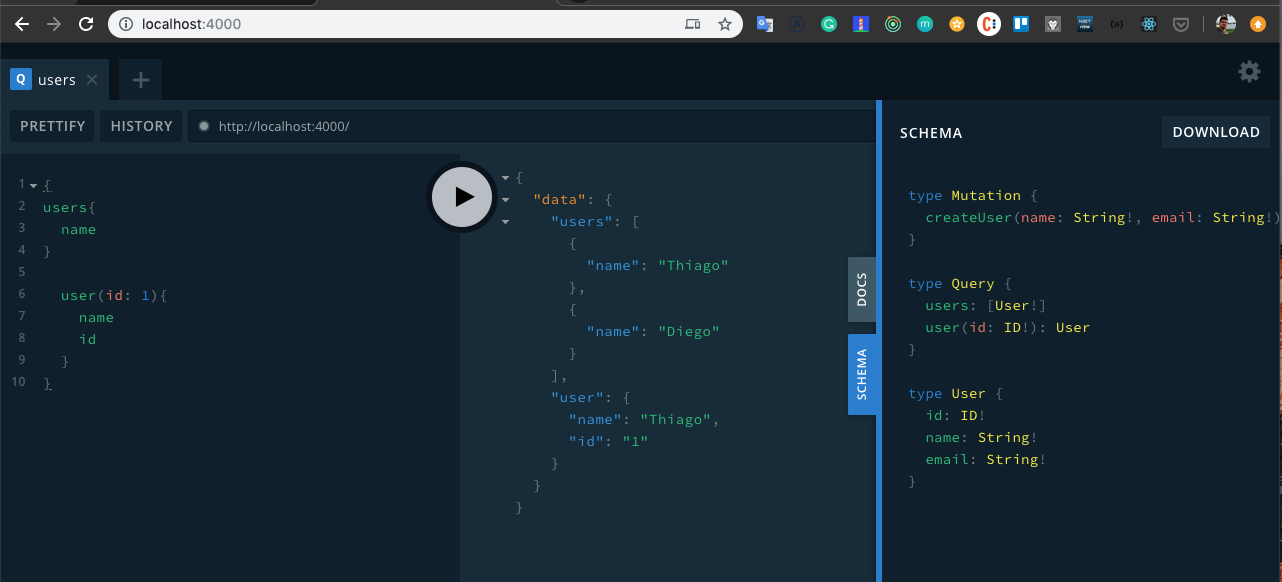 localhost:4000
Q users
PRETTIFY HISTORY http://localhost:4000/
1 {
2 users{
3 name
4 }
5
6 user(id: 1){
7 name
8 id
9 }
10 }
{
"data": {
"users": [
{
"name": "Thiago"
},
{
"name": "Diego"
}
],
"user": {
"name": "Thiago",
"id": "1"
}
}
}
DOCS
SCHEMA
SCHEMA DOWNLOAD
type Mutation {
createUser(name: String!, email: String!)
}
type Query {
users: [User!]
user(id: ID!): User
}
type User {
id: ID!
name: String!
email: String!
}